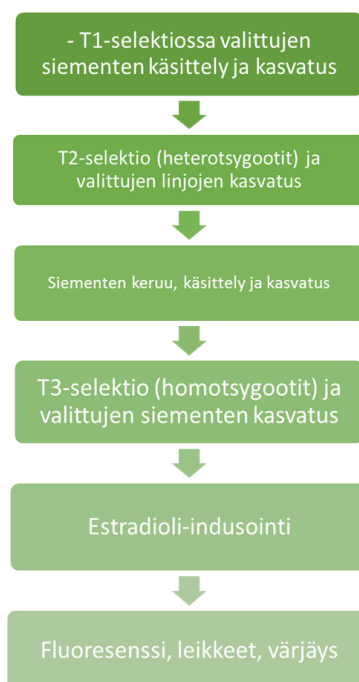 - T1-selektiossa valittujen
siementen käsittely ja kasvatus
T2-selektio (heterotsygootit) ja
valittujen linjojen kasvatus
Siementen keruu, käsittely ja kasvatus
T3-selektio (homotsygootit) ja
valittujen siementen kasvatus
Estradioli-indusointi
Fluoresenssi, leikkeet, värjäys